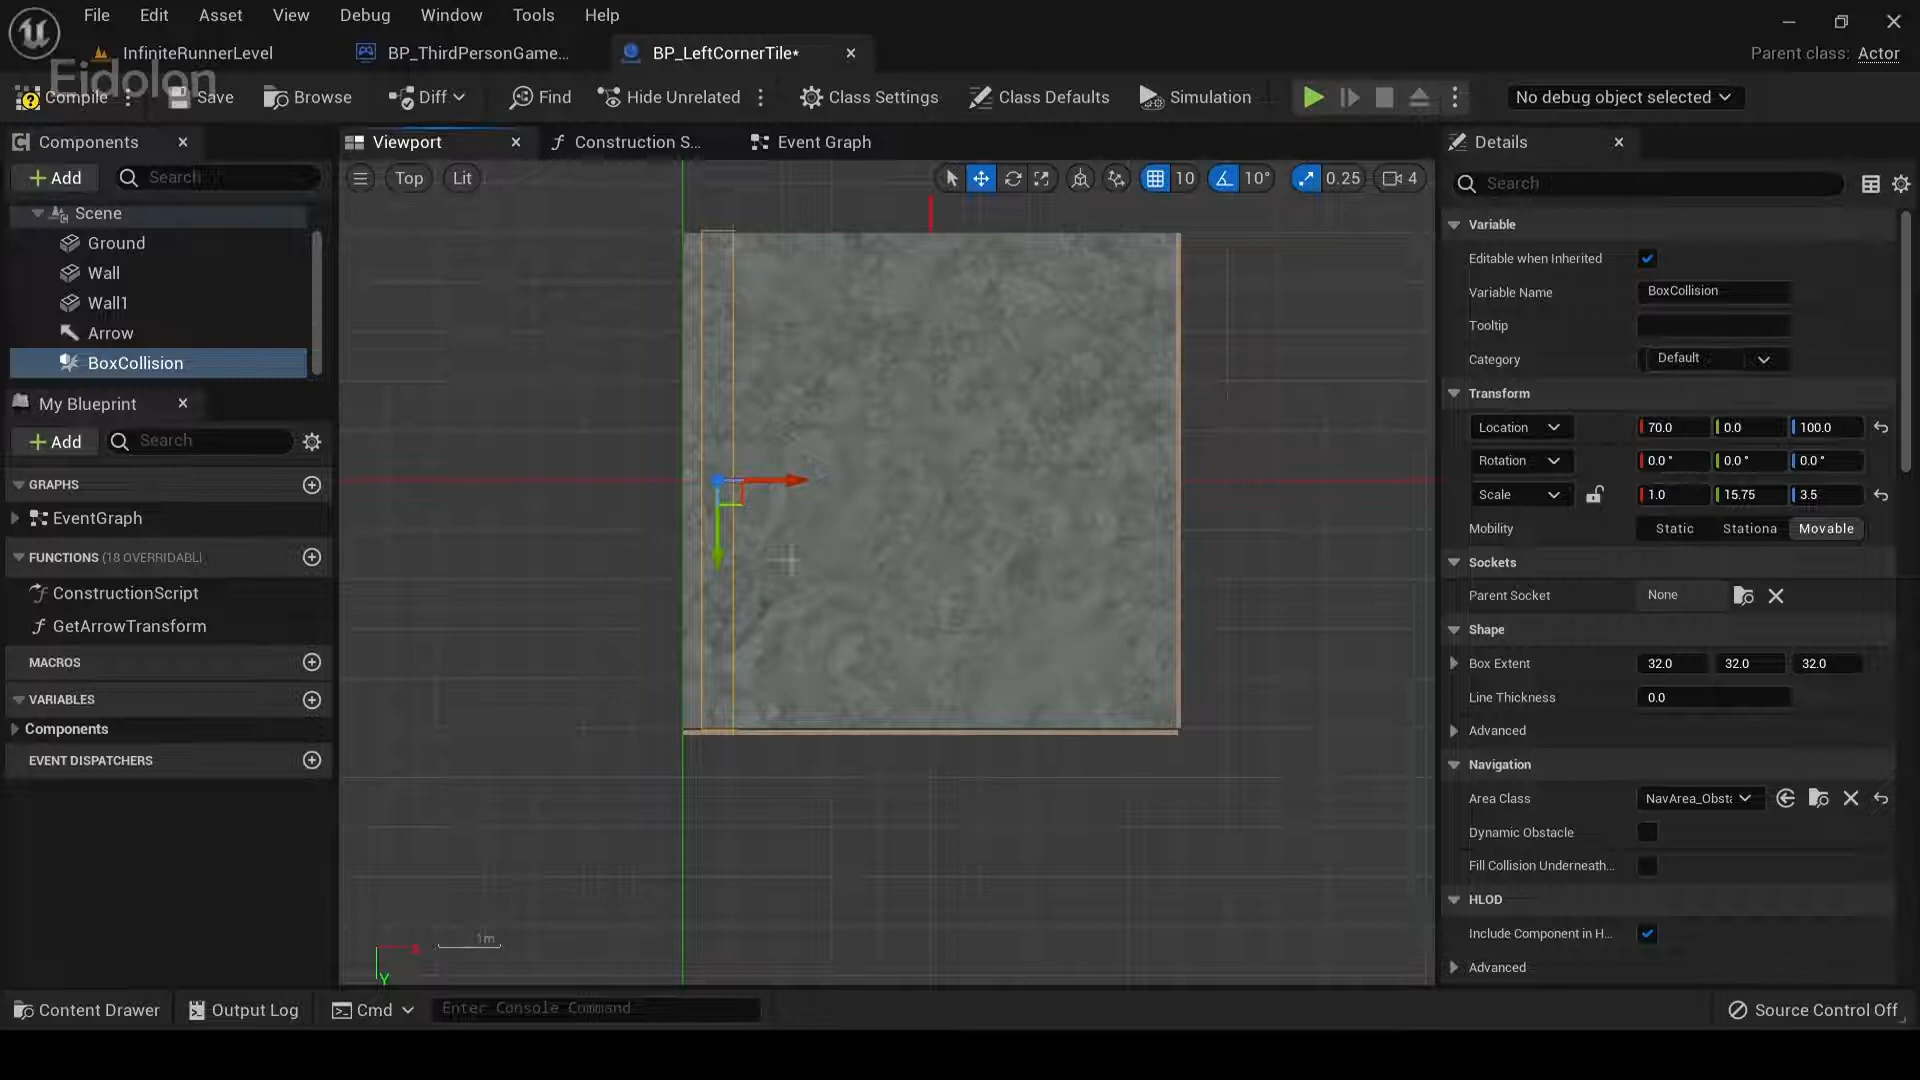 File Edit Asset View Debug Window Tools Help
InfiniteRunnerLevel
BP_ThirdPersonGame...
BP_LeftCornerTile*
Parent class: Actor
Eidolon
Compile
Save
Browse
Diff
Find
Hide Unrelated
Class Settings
Class Defaults
Simulation
No debug object selected
Components
Viewport
Construction S...
Event Graph
Details
Add
Search
Top
Lit
10
10°
0.25
4
Search
Scene
Ground
Wall
Wall1
Arrow
BoxCollision
My Blueprint
Add
Search
GRAPHS
EventGraph
FUNCTIONS (18 OVERRIDABL
ConstructionScript
GetArrowTransform
MACROS
VARIABLES
Components
EVENT DISPATCHERS
1m
X
Y
Variable
Editable when Inherited
Variable Name BoxCollision
Tooltip
Category Default
Transform
Location 70.0 0.0 100.0
Rotation 0.0° 0.0° 0.0°
Scale 1.0 15.75 3.5
Mobility Static Stationa Movable
Sockets
Parent Socket None
Shape
Box Extent 32.0 32.0 32.0
Line Thickness 0.0
Advanced
Navigation
Area Class NavArea_Obsta
Dynamic Obstacle
Fill Collision Underneath...
HLOD
Include Component in H...
Advanced
Content Drawer
Output Log
Cmd
Enter Console Command
Source Control Off